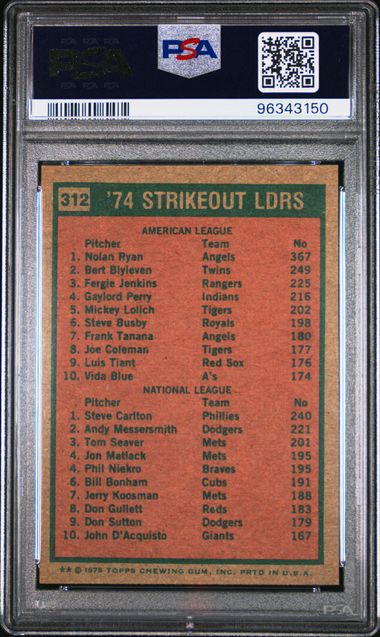 PSA
PSA
96343150
312 '74 STRIKEOUT LDRS
AMERICAN LEAGUE
Pitcher Team No
1. Nolan Ryan Angels 367
2. Bert Blyleven Twins 249
3. Fergie Jenkins Rangers 225
4. Gaylord Perry Indians 216
5. Mickey Lolich Tigers 202
6. Steve Busby Royals 198
7. Frank Tanana Angels 180
8. Joe Coleman Tigers 177
9. Luis Tiant Red Sox 176
10. Vida Blue A's 174
NATIONAL LEAGUE
Pitcher Team No
1. Steve Carlton Phillies 240
2. Andy Messersmith Dodgers 221
3. Tom Seaver Mets 201
4. Jon Matlack Mets 195
4. Phil Niekro Braves 195
6. Bill Bonham Cubs 191
7. Jerry Koosman Mets 188
8. Don Gullett Reds 183
9. Don Sutton Dodgers 179
10. John D'Acquisto Giants 167
** © 1975 TOPPS CHEWING GUM, INC. PRTD IN U.S.A.
PSA